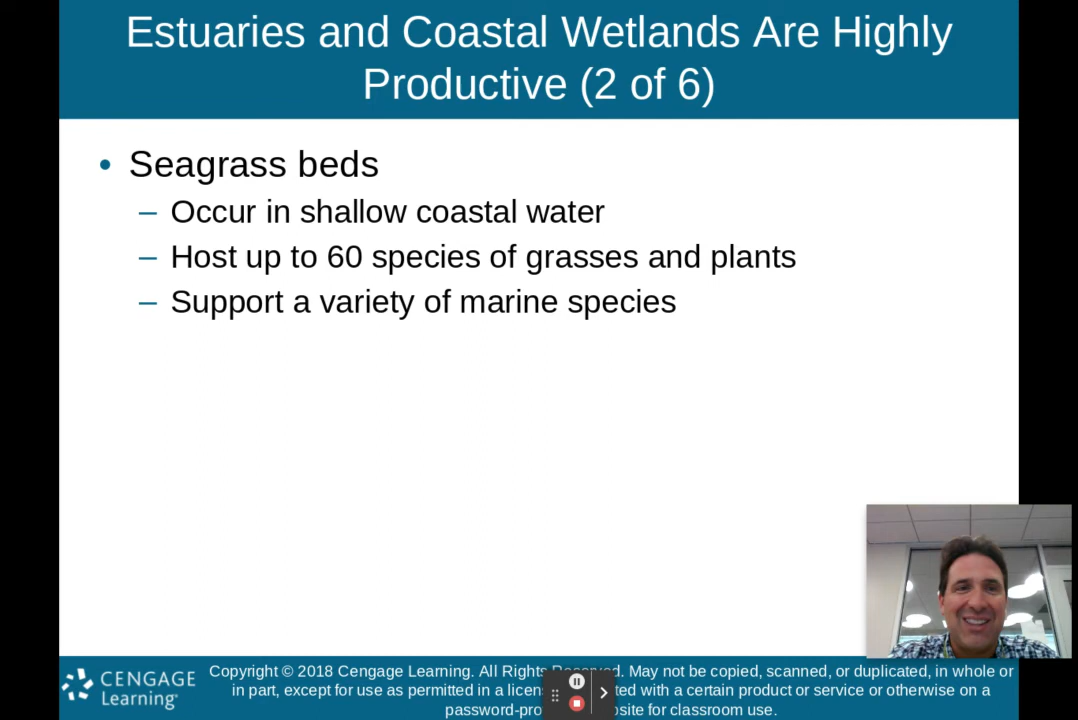 Estuaries and Coastal Wetlands Are Highly
Productive (2 of 6)
• Seagrass beds
– Occur in shallow coastal water
– Host up to 60 species of grasses and plants
– Support a variety of marine species
CENGAGE
Learning
Copyright © 2018 Cengage Learning. All Rights Reserved. May not be copied, scanned, or duplicated, in whole or
in part, except for use as permitted in a ted with a certain product or service or otherwise on a
site for classroom use.